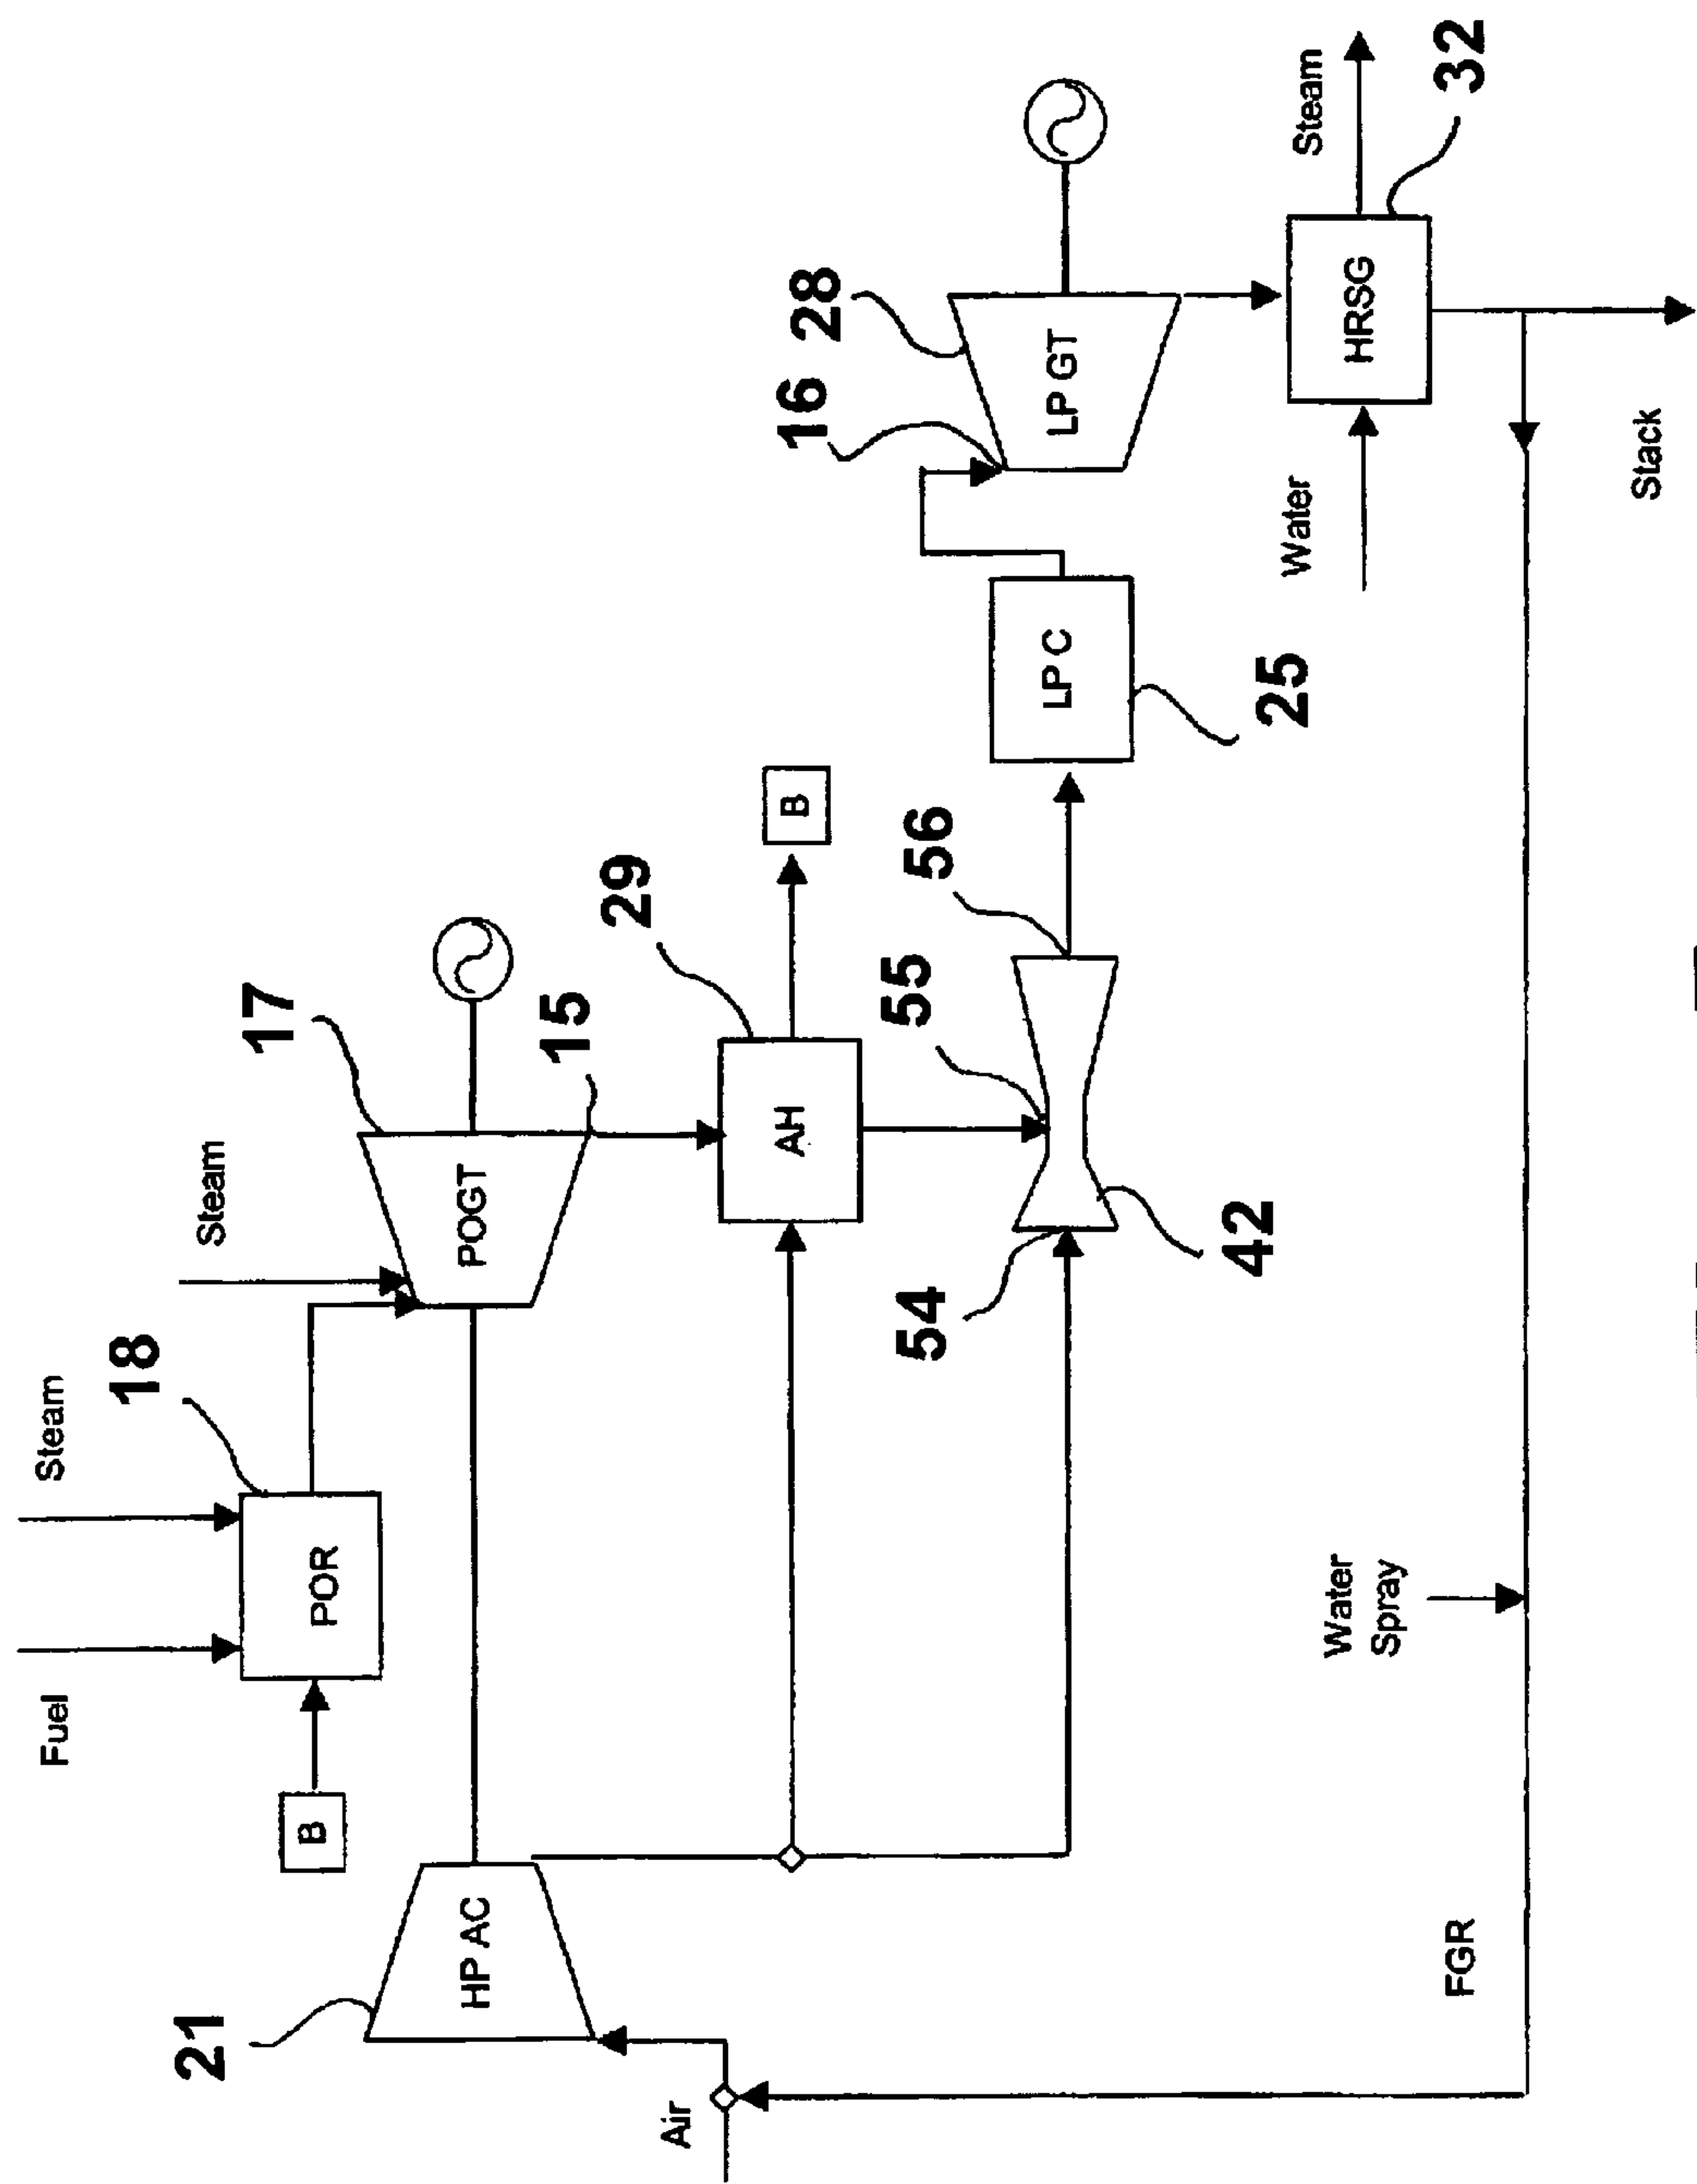 Fuel
Steam
18
POR
B
Steam
17
POGT
15
21
HP AC
Air
29
AH
B
54
55
56
42
LP C
25
16
28
LP GT
Steam
HRSG
32
Water
Stack
Water
Spray
FGR